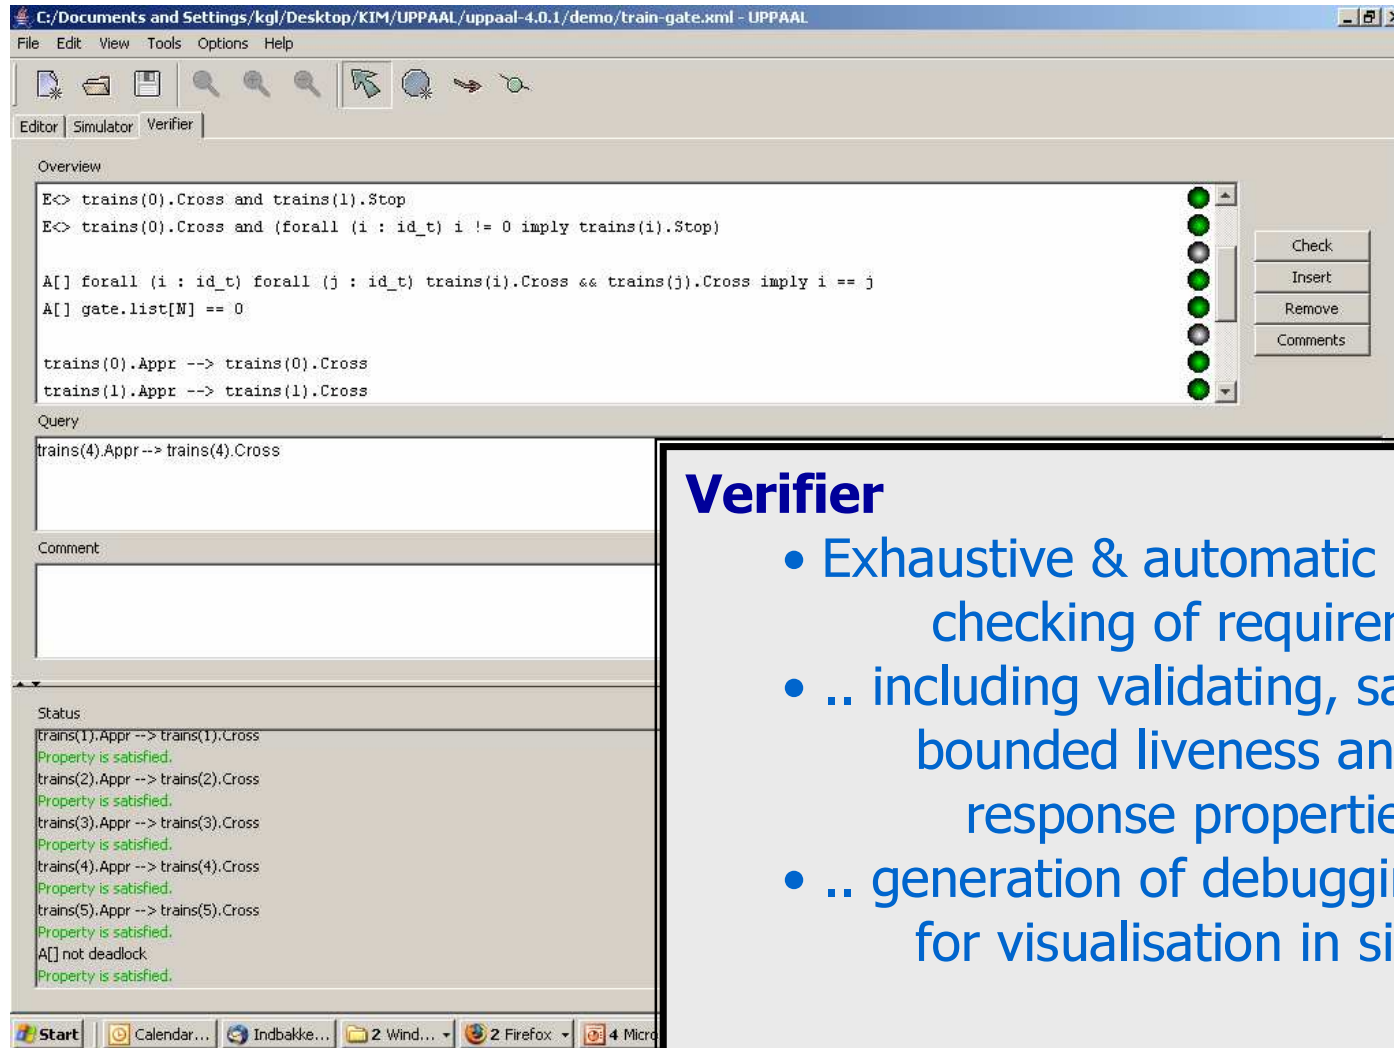 C:/Documents and Settings/kgl/Desktop/KIM/UPPAAL/uppaal-4.0.1/demo/train-gate.xml - UPPAAL
File Edit View Tools Options Help
Editor Simulator Verifier
Overview
E<> trains(0).Cross and trains(1).Stop
E<> trains(0).Cross and (forall (i : id_t) i != 0 imply trains(i).Stop)
A[] forall (i : id_t) forall (j : id_t) trains(i).Cross && trains(j).Cross imply i == j
A[] gate.list[N] == 0
trains(0).Appr --> trains(0).Cross
trains(1).Appr --> trains(1).Cross
Check
Insert
Remove
Comments
Query
trains(4).Appr --> trains(4).Cross
Comment
Status
trains(1).Appr --> trains(1).Cross
Property is satisfied.
trains(2).Appr --> trains(2).Cross
Property is satisfied.
trains(3).Appr --> trains(3).Cross
Property is satisfied.
trains(4).Appr --> trains(4).Cross
Property is satisfied.
trains(5).Appr --> trains(5).Cross
Property is satisfied.
A[] not deadlock
Property is satisfied.
Verifier
• Exhaustive & automatic
checking of requirer
• .. including validating, sa
bounded liveness an
response propertie
• .. generation of debuggi
for visualisation in si
Start Calendar... Indbakke... 2 Wind... 2 Firefox 4 Micro